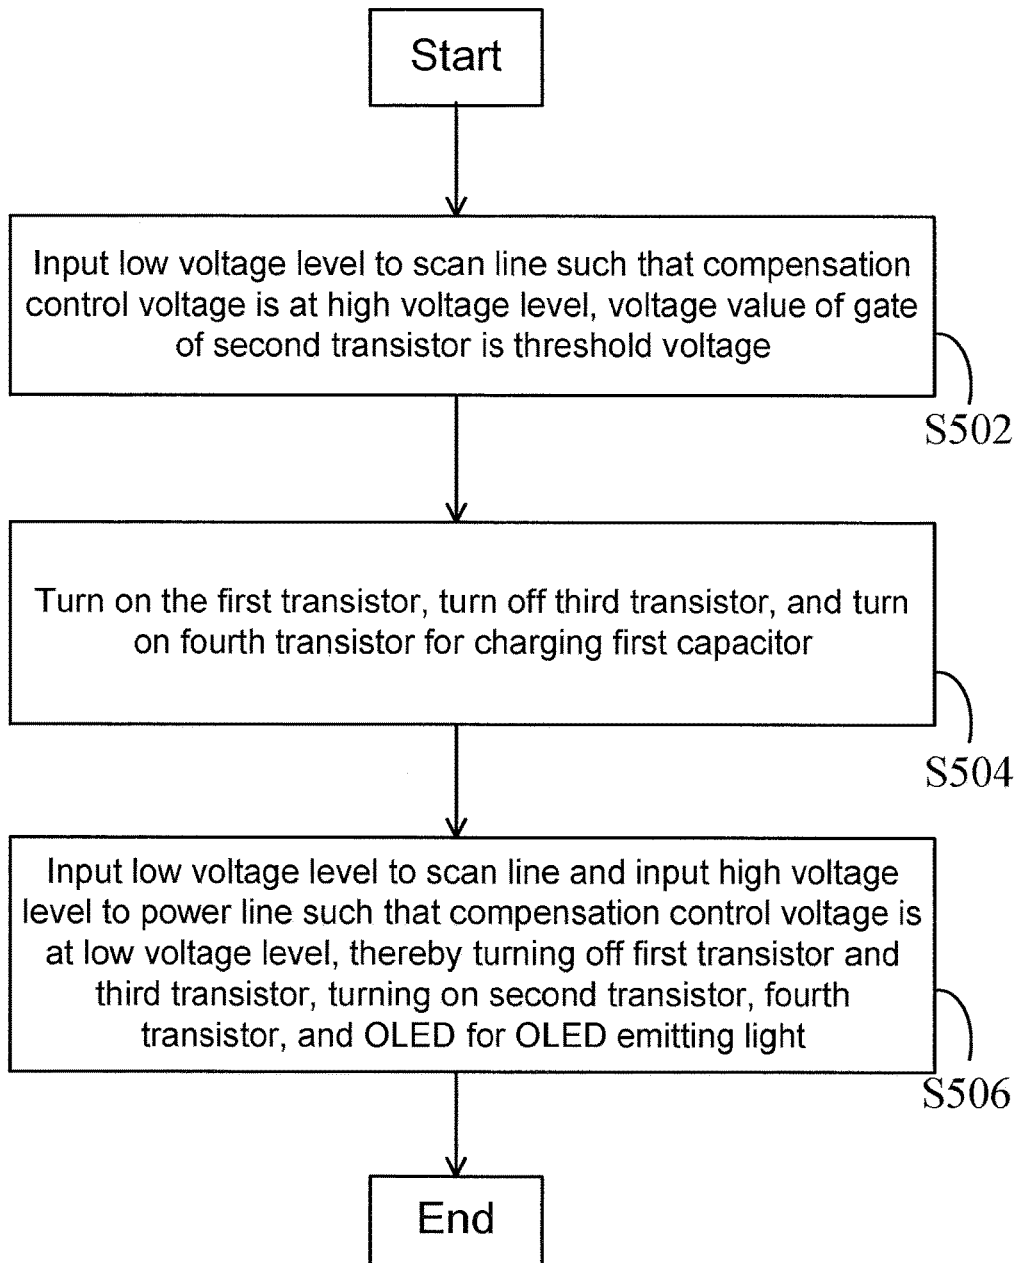 Start
Input low voltage level to scan line such that compensation
control voltage is at high voltage level, voltage value of gate
of second transistor is threshold voltage
S502
Turn on the first transistor, turn off third transistor, and turn
on fourth transistor for charging first capacitor
S504
Input low voltage level to scan line and input high voltage
level to power line such that compensation control voltage is
at low voltage level, thereby turning off first transistor and
third transistor, turning on second transistor, fourth
transistor, and OLED for OLED emitting light
S506
End